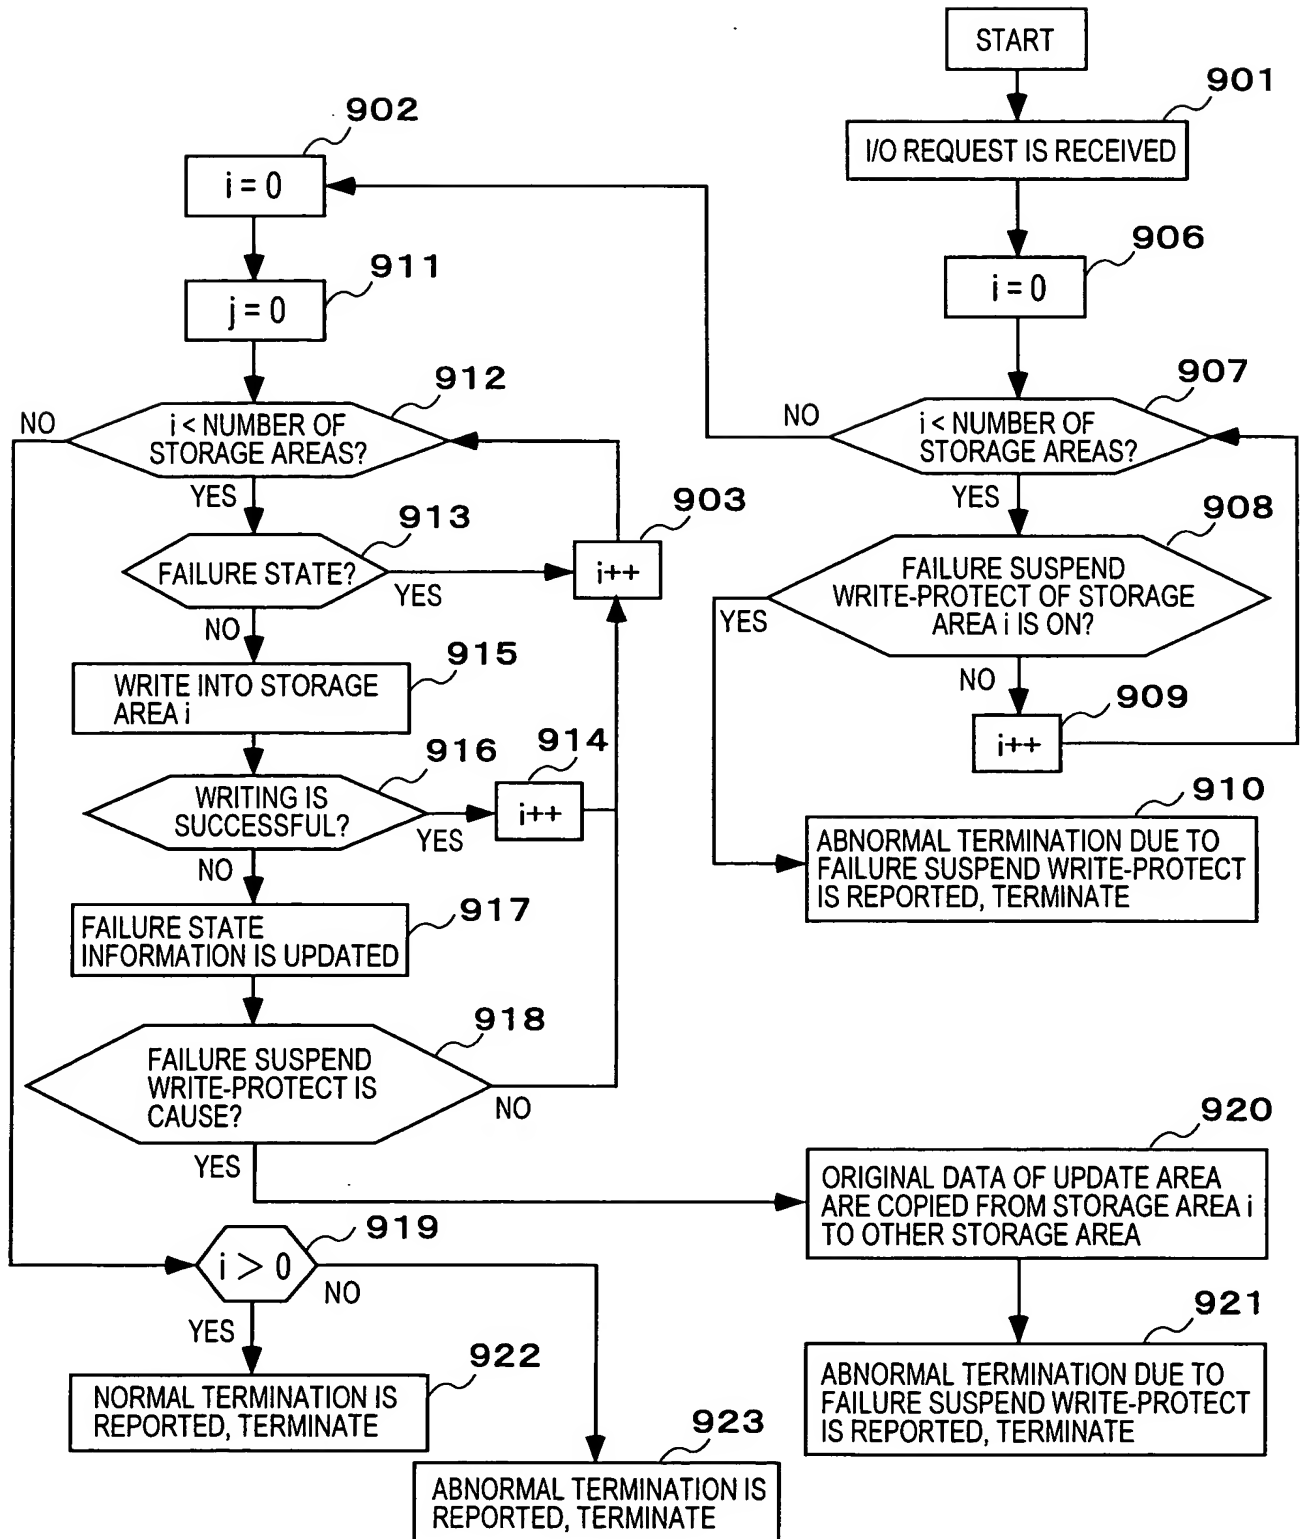 START
901
I/O REQUEST IS RECEIVED
906
i = 0
907
i < NUMBER OF
STORAGE AREAS?
NO
YES
908
FAILURE SUSPEND
WRITE-PROTECT OF STORAGE
AREA i IS ON?
YES
NO
909
i++
910
ABNORMAL TERMINATION DUE TO
FAILURE SUSPEND WRITE-PROTECT
IS REPORTED, TERMINATE
902
i = 0
911
j = 0
912
i < NUMBER OF
STORAGE AREAS?
NO
YES
913
FAILURE STATE?
YES
NO
903
i++
915
WRITE INTO STORAGE
AREA i
916
WRITING IS
SUCCESSFUL?
YES
NO
914
i++
917
FAILURE STATE
INFORMATION IS UPDATED
918
FAILURE SUSPEND
WRITE-PROTECT IS
CAUSE?
NO
YES
920
ORIGINAL DATA OF UPDATE AREA
ARE COPIED FROM STORAGE AREA i
TO OTHER STORAGE AREA
921
ABNORMAL TERMINATION DUE TO
FAILURE SUSPEND WRITE-PROTECT
IS REPORTED, TERMINATE
919
i > 0
NO
YES
922
NORMAL TERMINATION IS
REPORTED, TERMINATE
923
ABNORMAL TERMINATION IS
REPORTED, TERMINATE